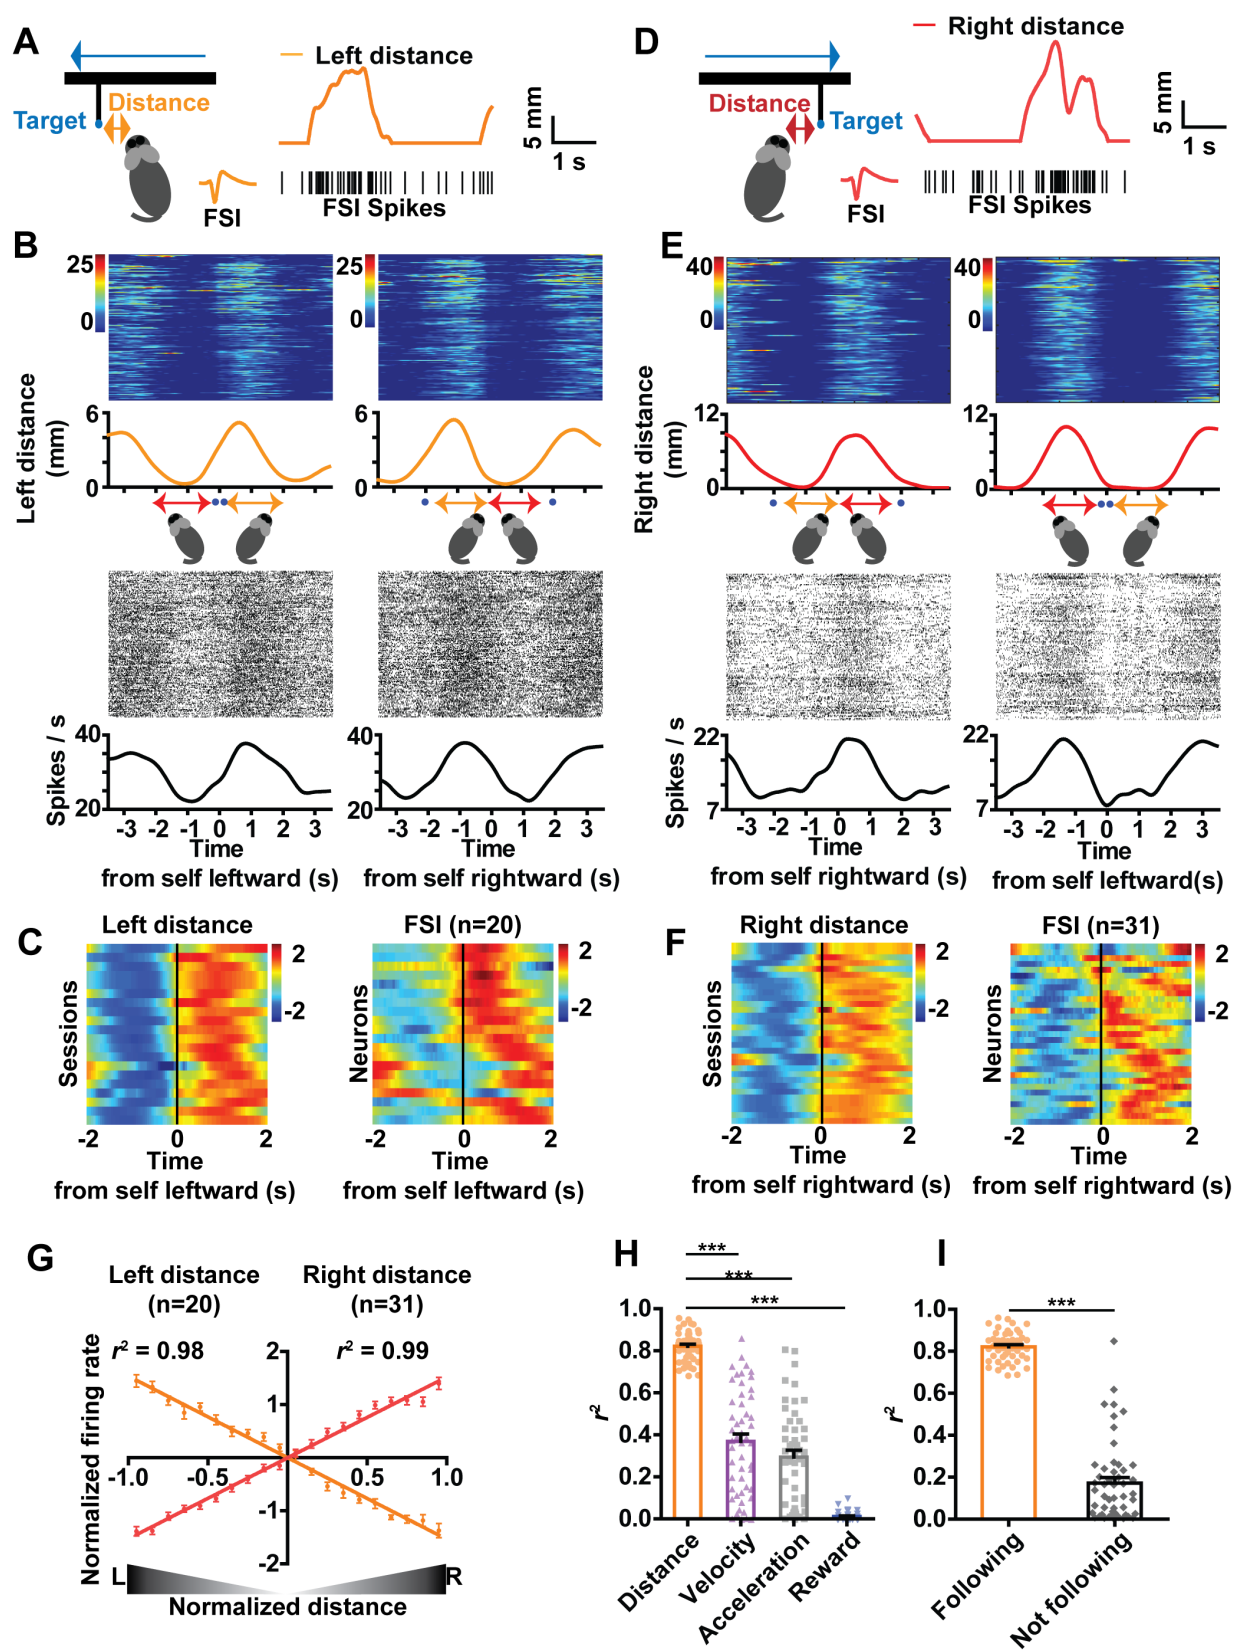 A
Left distance
Distance
Target
5 mm
1 s
FSI
FSI Spikes
D
Right distance
Distance
Target
5 mm
1 s
FSI
FSI Spikes
B
25
0
25
0
Left distance
(mm)
6
0
6
0
Spikes / s
40
20
40
20
-3 -2 -1 0 1 2 3
Time
from self leftward (s)
-3 -2 -1 0 1 2 3
Time
from self rightward (s)
E
40
0
40
0
Right distance
(mm)
12
0
12
0
Spikes / s
22
7
22
7
-3 -2 -1 0 1 2 3
Time
from self rightward (s)
-3 -2 -1 0 1 2 3
Time
from self leftward(s)
C
Left distance
Sessions
2
-2
-2 0 2
Time
from self leftward (s)
FSI (n=20)
Neurons
2
-2
-2 0 2
Time
from self leftward (s)
F
Right distance
Sessions
2
-2
-2 0 2
Time
from self rightward (s)
FSI (n=31)
Neurons
2
-2
-2 0 2
Time
from self rightward (s)
G
Left distance
(n=20)
Right distance
(n=31)
r² = 0.98
r² = 0.99
Normalized firing rate
2
1
-1
-2
-1.0 -0.5 0.5 1.0
L
R
Normalized distance
H
***
***
***
r²
1.0
0.8
0.6
0.4
0.2
0.0
Distance
Velocity
Acceleration
Reward
I
***
r²
1.0
0.8
0.6
0.4
0.2
0.0
Following
Not following